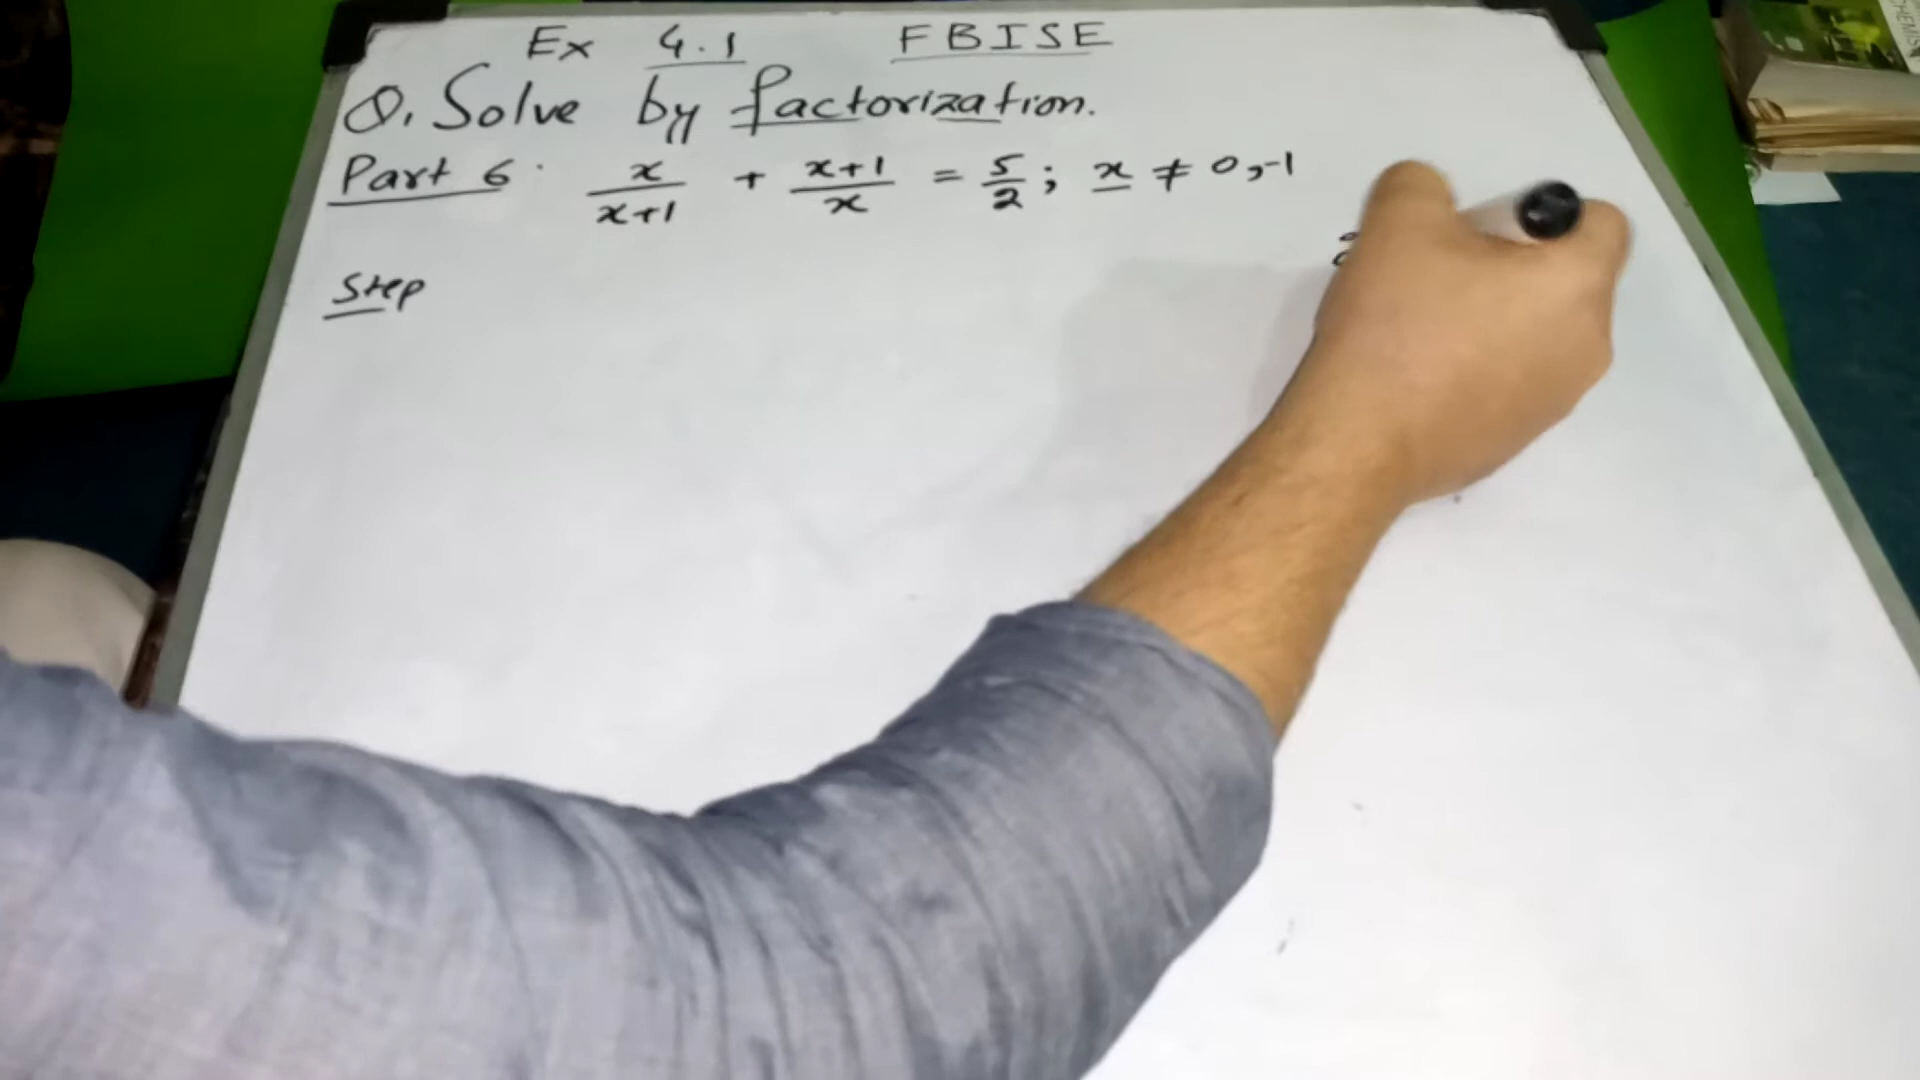 Ex 4.1 FBISE
Q. Solve by factorization.
Part 6. x/(x+1) + (x+1)/x = 5/2 ; x ≠ 0, -1
Step